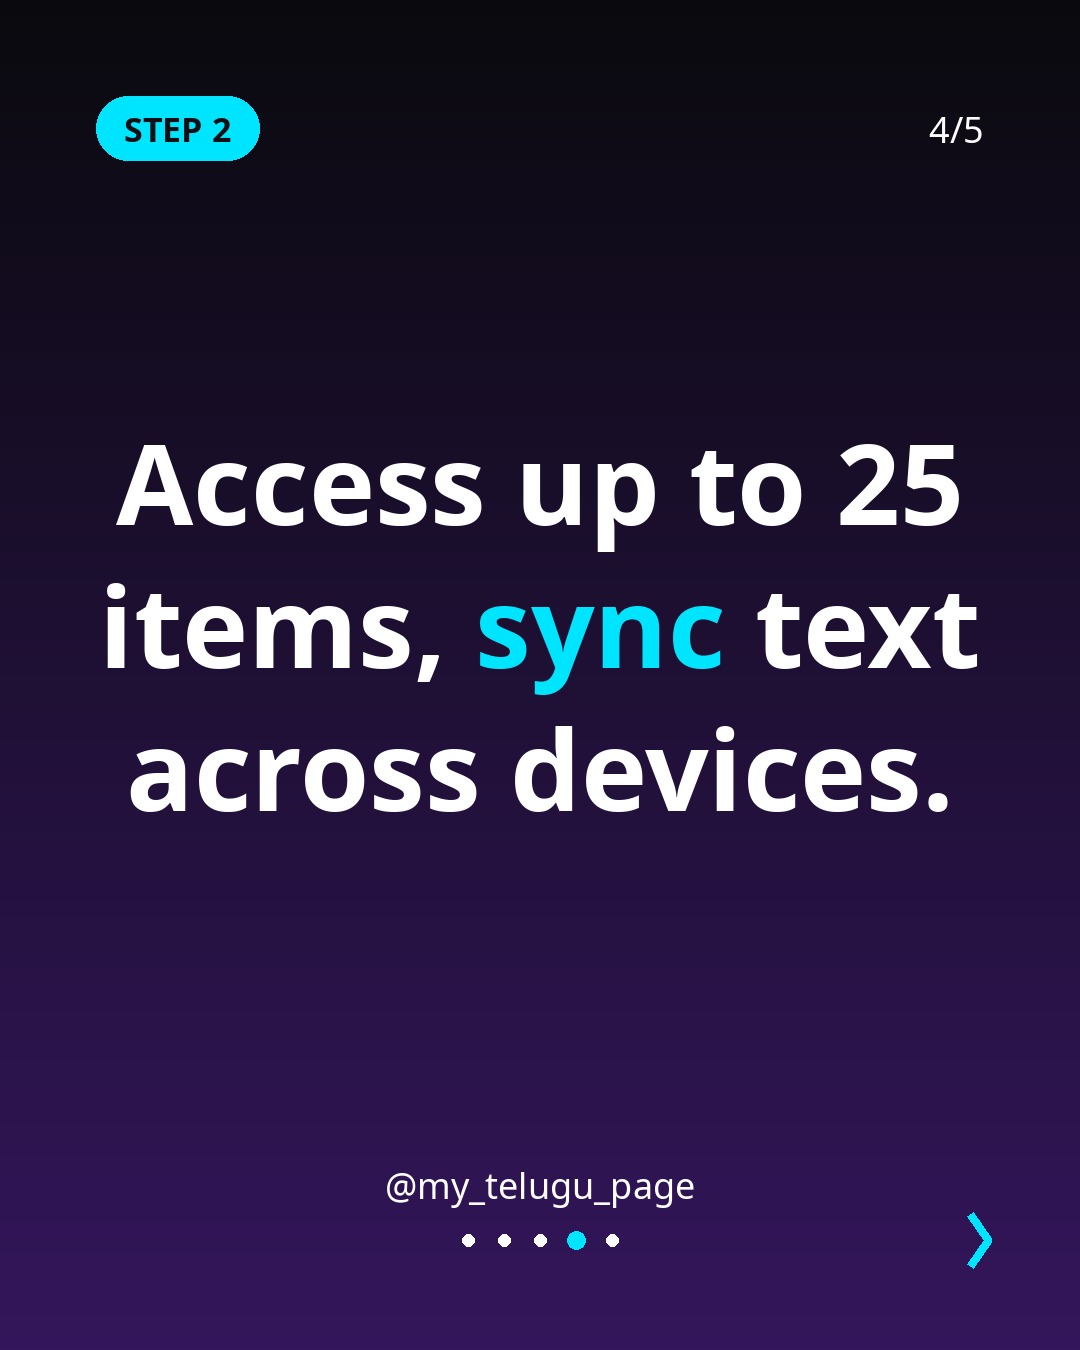 STEP 2
4/5
Access up to 25
items, sync text
across devices.
@my_telugu_page